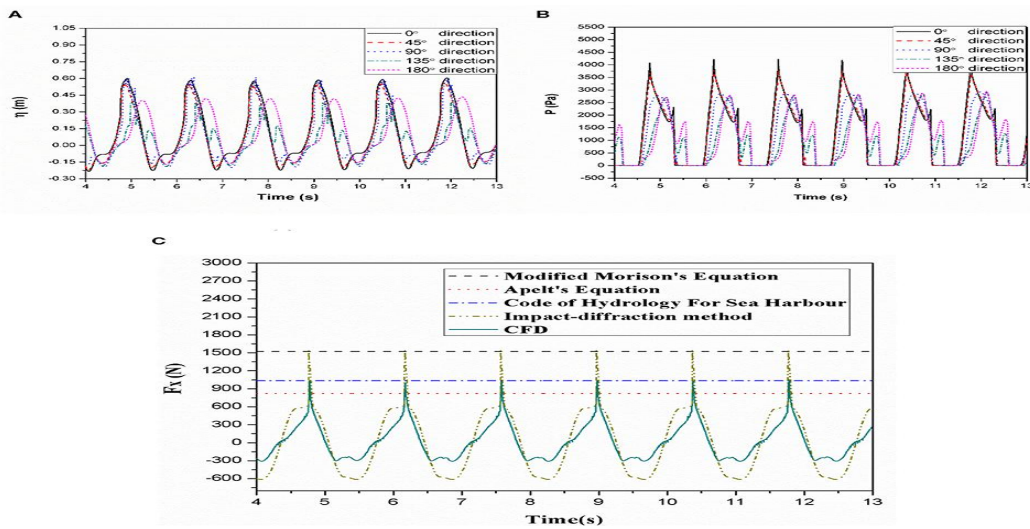 A
η (m)
1.05
0.90
0.75
0.60
0.45
0.30
0.15
0.00
-0.15
-0.30
0° direction
45° direction
90° direction
135° direction
180° direction
4 5 6 7 8 9 10 11 12 13
Time (s)
B
P (Pa)
5500
5000
4500
4000
3500
3000
2500
2000
1500
1000
500
0
-500
0° direction
45° direction
90° direction
135° direction
180° direction
4 5 6 7 8 9 10 11 12 13
Time (s)
C
Fx (N)
3000
2700
2400
2100
1800
1500
1200
900
600
300
0
-300
-600
Modified Morison's Equation
Apelt's Equation
Code of Hydrology For Sea Harbour
Impact-diffraction method
CFD
4 5 6 7 8 9 10 11 12 13
Time(s)